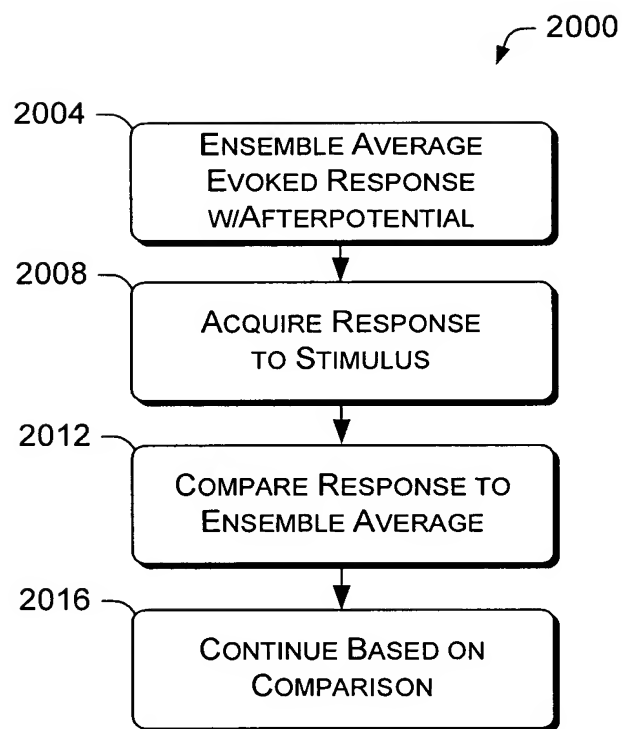 2000
2004
ENSEMBLE AVERAGE
EVOKED RESPONSE
W/AFTERPOTENTIAL
2008
ACQUIRE RESPONSE
TO STIMULUS
2012
COMPARE RESPONSE TO
ENSEMBLE AVERAGE
2016
CONTINUE BASED ON
COMPARISON